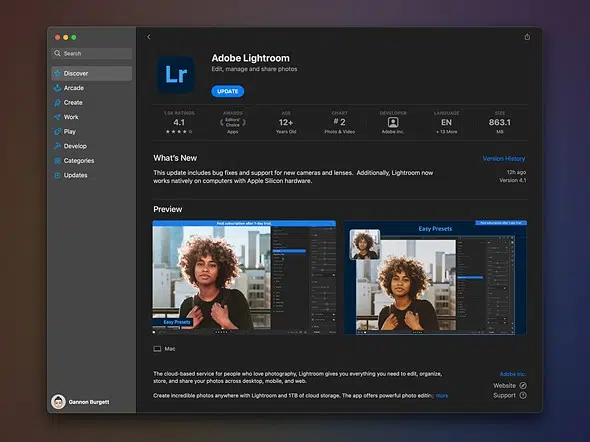 Search
Discover
Arcade
Create
Work
Play
Develop
Categories
Updates
Gannon Burgett
Lr
Adobe Lightroom
Edit, manage and share photos
UPDATE
1.5K RATINGS
4.1
AWARDS
Editors'
Choice
Apps
AGE
12+
Years Old
CHART
#2
Photo & Video
DEVELOPER
Adobe Inc.
LANGUAGE
EN
+ 13 More
SIZE
863.1
MB
What's New
Version History
This update includes bug fixes and support for new cameras and lenses. Additionally, Lightroom now
works natively on computers with Apple Silicon hardware.
12h ago
Version 4.1
Preview
Paid subscription after 7-day trial.
Easy Presets
Paid subscription after 7-day trial.
Easy Presets
Mac
The cloud-based service for people who love photography, Lightroom gives you everything you need to edit, organize,
store, and share your photos across desktop, mobile, and web.
Create incredible photos anywhere with Lightroom and 1TB of cloud storage. The app offers powerful photo editing more
Adobe Inc.
Website
Support